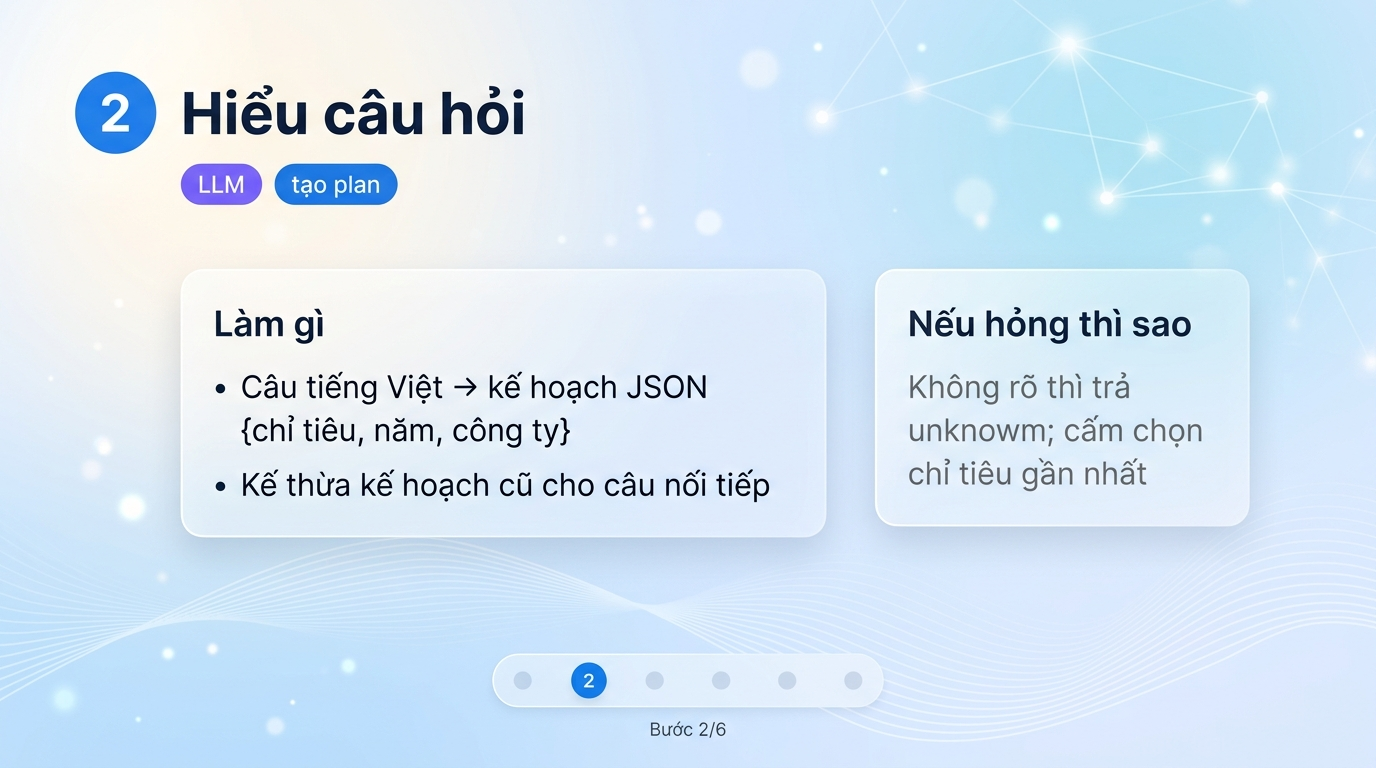 2
Hiểu câu hỏi
LLM
tạo plan
Làm gì
• Câu tiếng Việt → kế hoạch JSON
{chỉ tiêu, năm, công ty}
• Kế thừa kế hoạch cũ cho câu nối tiếp
Nếu hỏng thì sao
Không rõ thì trả
unknowm; cấm chọn
chỉ tiêu gần nhất
2
Bước 2/6